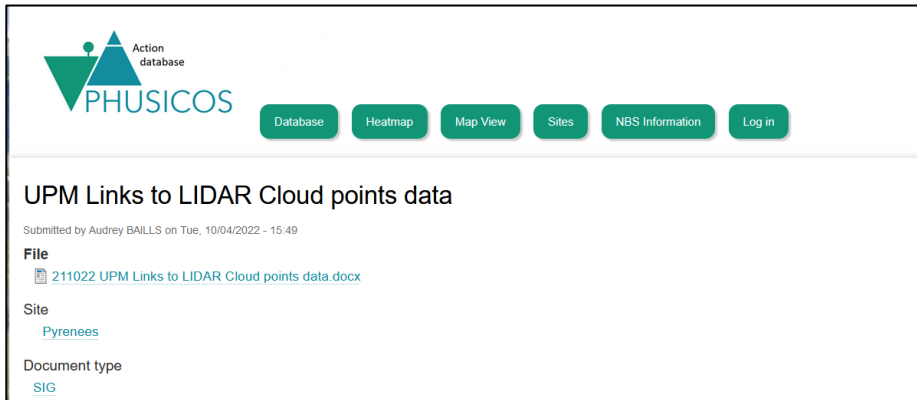 Action
database
PHUSICOS
Database Heatmap Map View Sites NBS Information Log in
UPM Links to LIDAR Cloud points data
Submitted by Audrey BAILLS on Tue, 10/04/2022 - 15:49
File
211022 UPM Links to LIDAR Cloud points data.docx
Site
Pyrenees
Document type
SIG